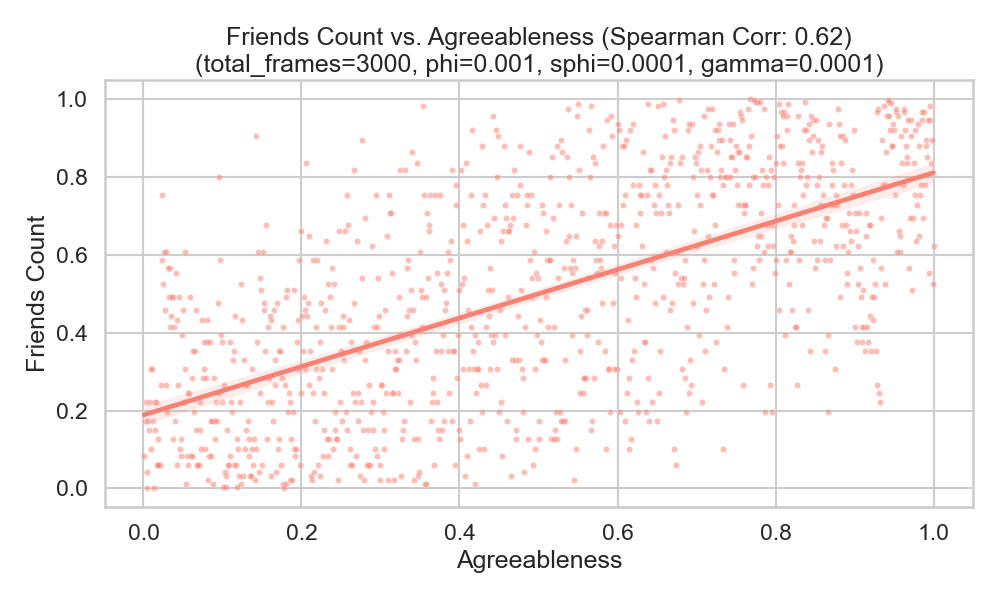 Friends Count vs. Agreeableness (Spearman Corr: 0.62)
(total_frames=3000, phi=0.001, sphi=0.0001, gamma=0.0001)
1.0
0.8
0.6
0.4
0.2
0.0
Friends Count
0.0 0.2 0.4 0.6 0.8 1.0
Agreeableness